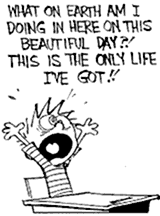 WHAT ON EARTH AM I
DOING IN HERE ON THIS
BEAUTIFUL DAY?!
THIS IS THE ONLY LIFE
I'VE GOT!!